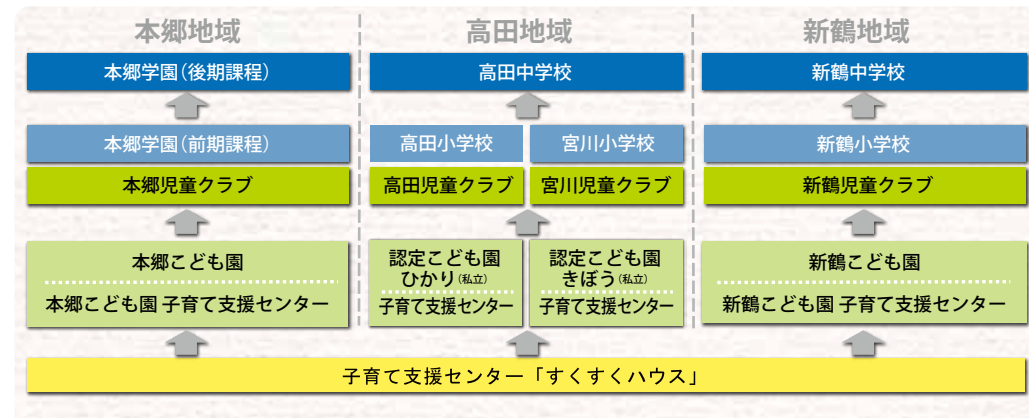 本郷地域
高田地域
新鶴地域
本郷学園(後期課程)
高田中学校
新鶴中学校
本郷学園(前期課程)
高田小学校
宮川小学校
新鶴小学校
本郷児童クラブ
高田児童クラブ
宮川児童クラブ
新鶴児童クラブ
本郷こども園
本郷こども園 子育て支援センター
認定こども園
ひかり(私立)
子育て支援センター
認定こども園
きぼう(私立)
子育て支援センター
新鶴こども園
新鶴こども園 子育て支援センター
子育て支援センター「すくすくハウス」